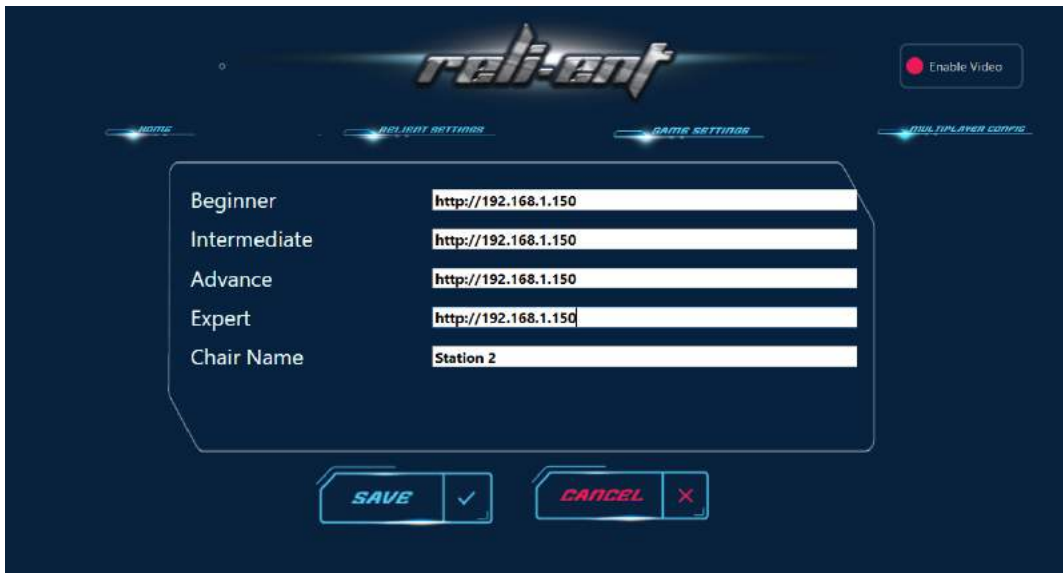 reli-ent
Enable Video
HOME
RELIENT SETTINGS
GAME SETTINGS
MULTIPLAYER CONFIG
Beginner http://192.168.1.150
Intermediate http://192.168.1.150
Advance http://192.168.1.150
Expert http://192.168.1.150
Chair Name Station 2
SAVE
CANCEL